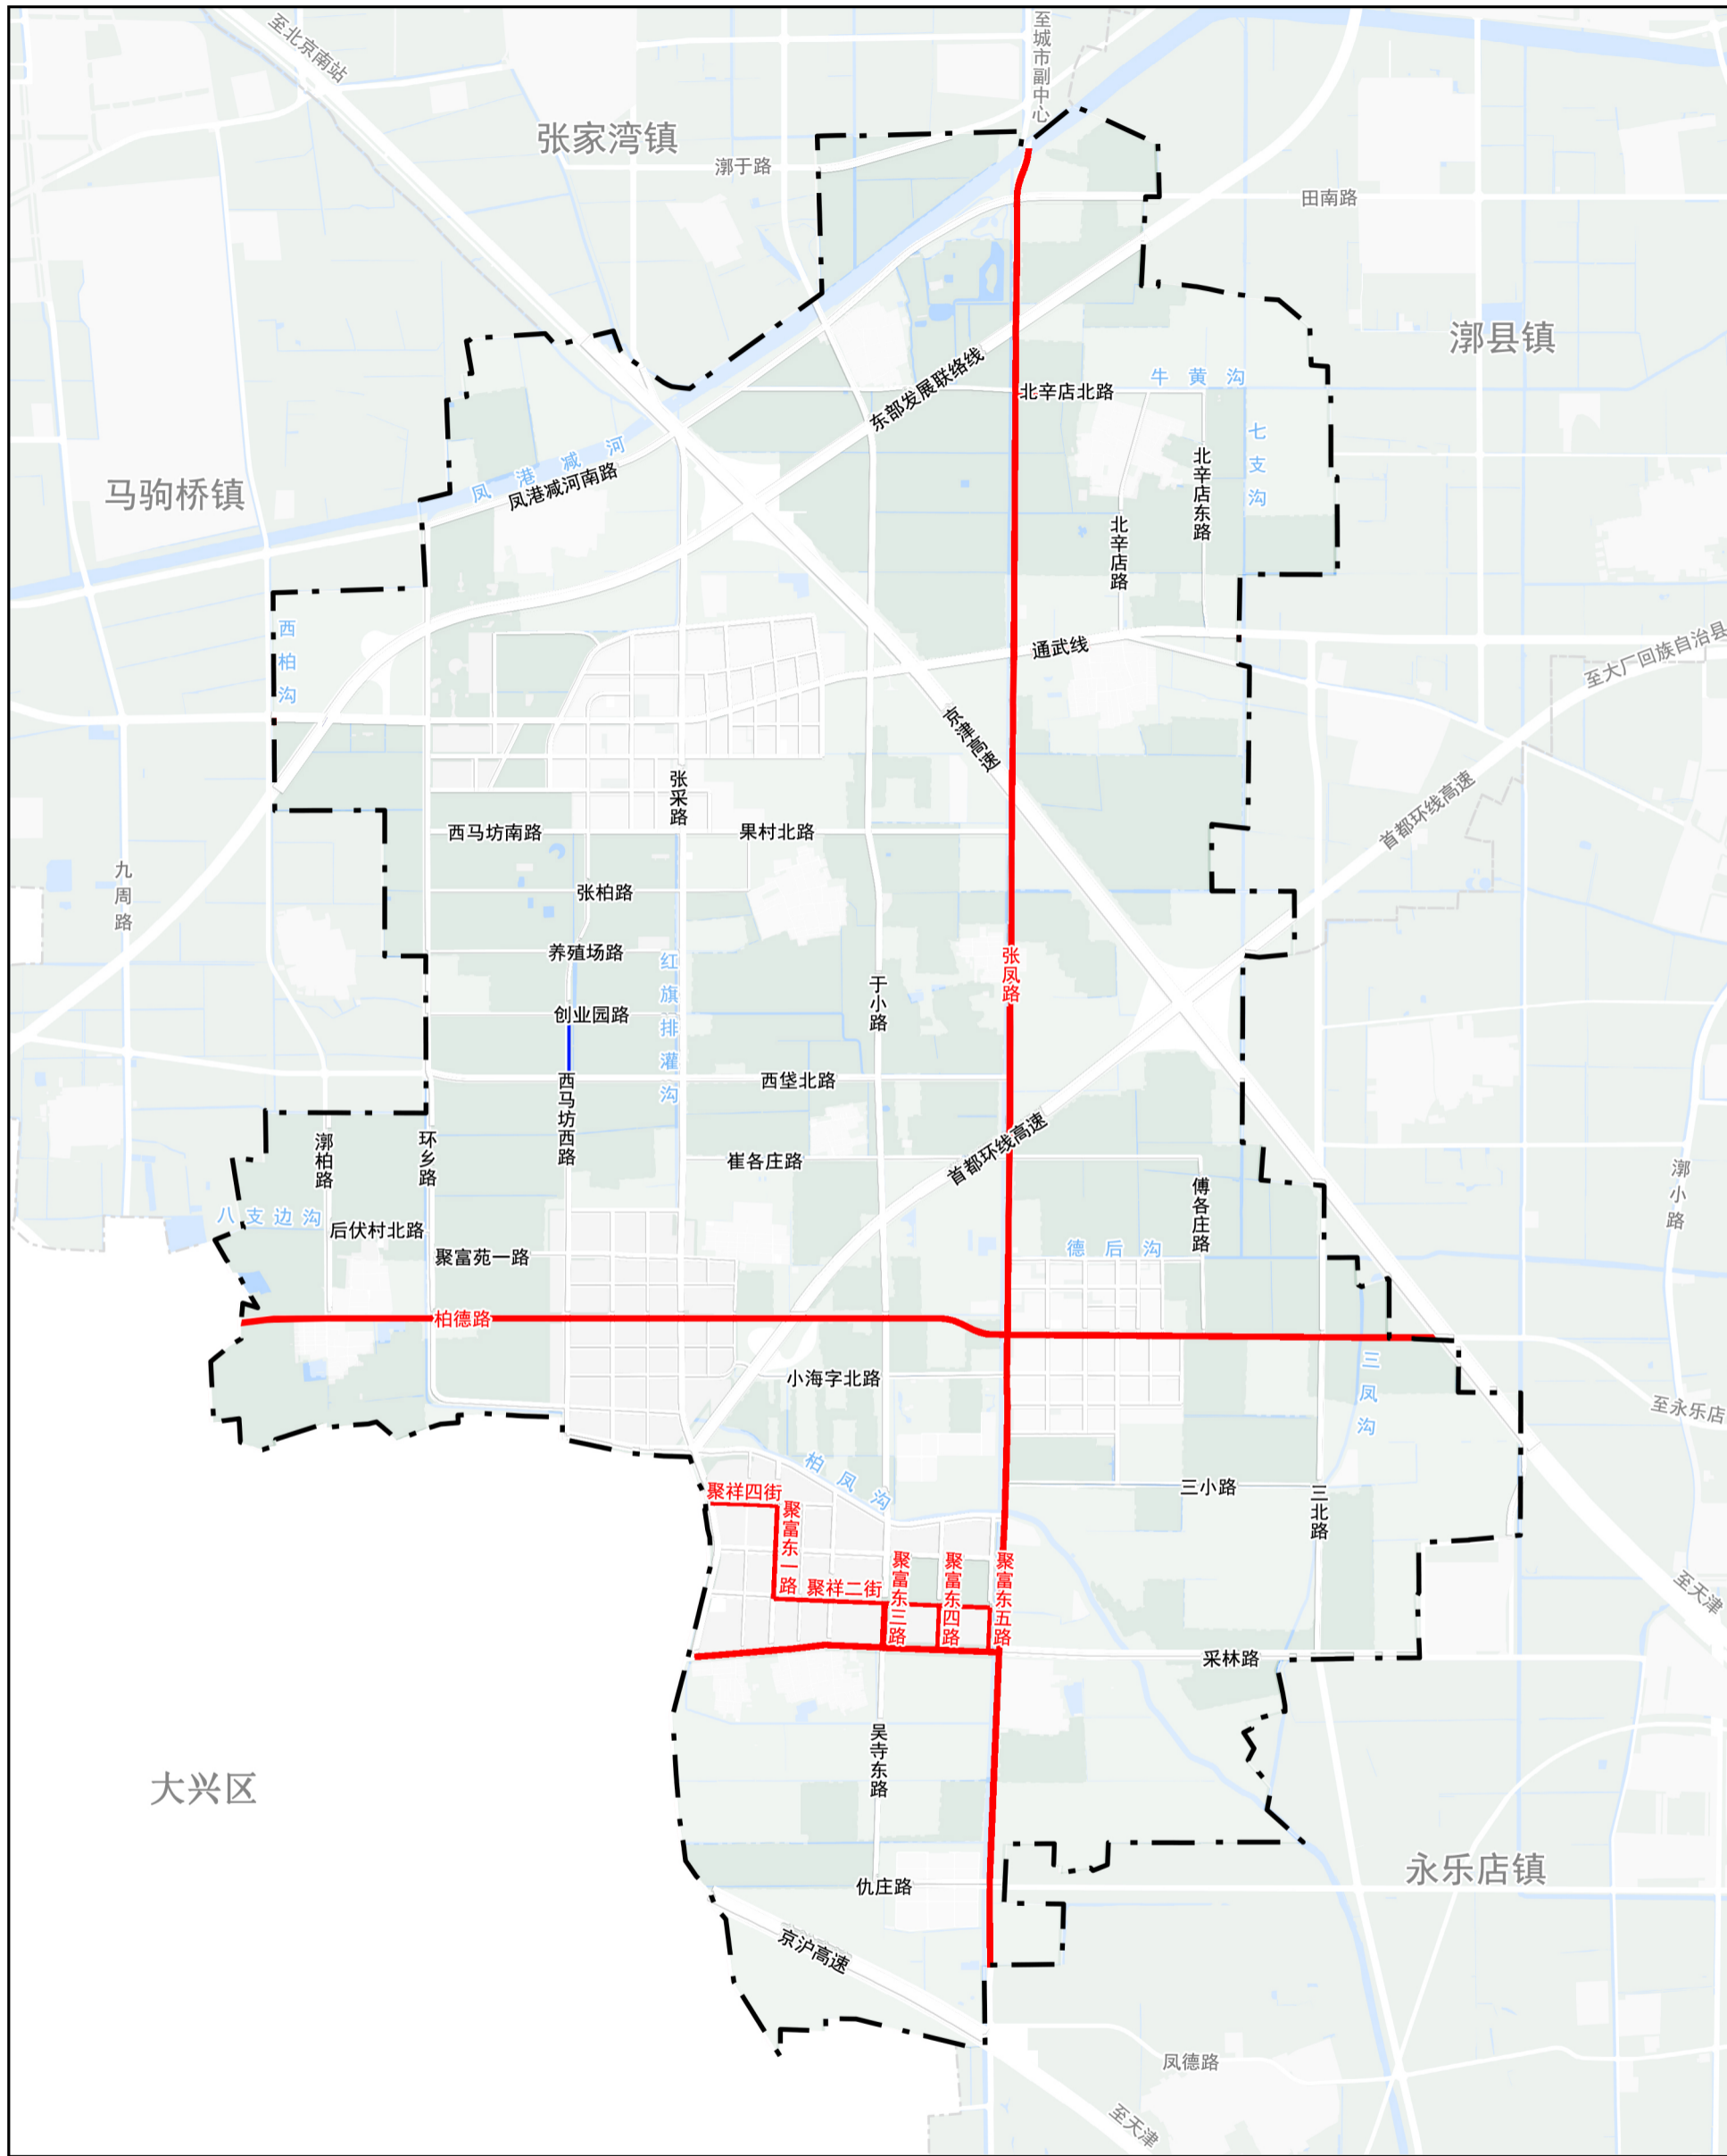 至北京南站
至城市副中心
张家湾镇
漷于路
田南路
漷县镇
东部发展联络线
北辛店北路
牛黄沟
七支沟
北辛店东路
北辛店路
马驹桥镇
凤港减河
凤港减河南路
西柏沟
通武线
至大厂回族自治县
京津高速
张采路
首都环线高速
西马坊南路
果村北路
九周路
张柏路
养殖场路
红旗排灌沟
于小路
张凤路
创业园路
西马坊西路
西垡北路
漷柏路
环乡路
崔各庄路
首都环线高速
傅各庄路
漷小路
八支边沟
后伏村北路
聚富苑一路
德后沟
柏德路
小海字北路
三凤沟
至永乐店
柏凤沟
聚祥四街
三小路
三北路
聚富东一路
聚祥二街
聚富东三路
聚富东四路
聚富东五路
至天津
采林路
吴寺东路
大兴区
永乐店镇
仇庄路
京沪高速
凤德路
至天津